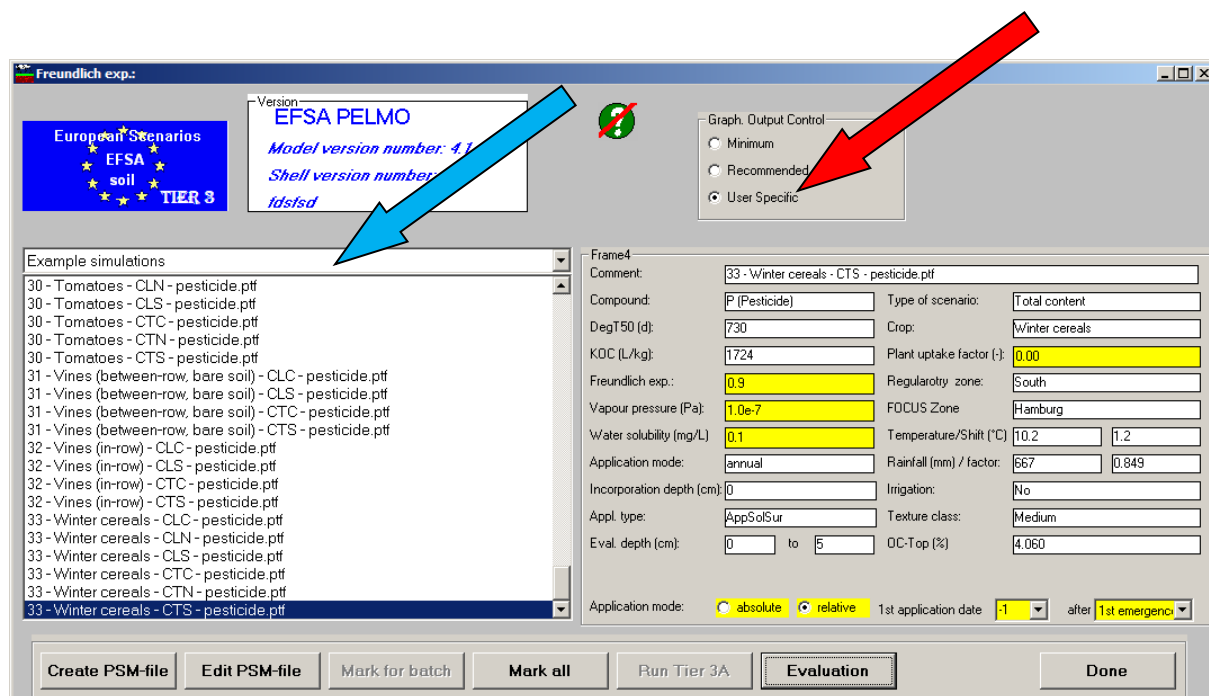 Freundlich exp.:
European Scenarios
EFSA
soil
TIER 3
Version
EFSA PELMO
Model version number: 4.1
Shell version number:
fdsfsd
Graph. Output Control
Minimum
Recommended
User Specific
Example simulations
30 - Tomatoes - CLN - pesticide.ptf
30 - Tomatoes - CLS - pesticide.ptf
30 - Tomatoes - CTC - pesticide.ptf
30 - Tomatoes - CTN - pesticide.ptf
30 - Tomatoes - CTS - pesticide.ptf
31 - Vines (between-row, bare soil) - CLC - pesticide.ptf
31 - Vines (between-row, bare soil) - CLS - pesticide.ptf
31 - Vines (between-row, bare soil) - CTC - pesticide.ptf
31 - Vines (between-row, bare soil) - CTS - pesticide.ptf
32 - Vines (in-row) - CLC - pesticide.ptf
32 - Vines (in-row) - CLS - pesticide.ptf
32 - Vines (in-row) - CTC - pesticide.ptf
32 - Vines (in-row) - CTS - pesticide.ptf
33 - Winter cereals - CLC - pesticide.ptf
33 - Winter cereals - CLN - pesticide.ptf
33 - Winter cereals - CLS - pesticide.ptf
33 - Winter cereals - CTC - pesticide.ptf
33 - Winter cereals - CTN - pesticide.ptf
33 - Winter cereals - CTS - pesticide.ptf
Frame4
Comment: 33 - Winter cereals - CTS - pesticide.ptf
Compound: P (Pesticide) Type of scenario: Total content
DegT50 (d): 730 Crop: Winter cereals
KOC (L/kg): 1724 Plant uptake factor (-): 0.00
Freundlich exp.: 0.9 Regularotry zone: South
Vapour pressure (Pa): 1.0e-7 FOCUS Zone Hamburg
Water solubility (mg/L) 0.1 Temperature/Shift (°C) 10.2 1.2
Application mode: annual Rainfall (mm) / factor: 667 0.849
Incorporation depth (cm): 0 Irrigation: No
Appl. type: AppSolSur Texture class: Medium
Eval. depth (cm): 0 to 5 OC-Top (%) 4.060
Application mode: absolute relative 1st application date -1 after 1st emergenc
Create PSM-file Edit PSM-file Mark for batch Mark all Run Tier 3A Evaluation Done